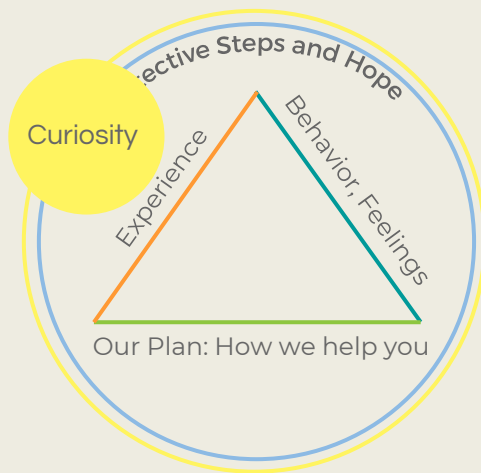 Steps and Hope
Curiosity
Experience
Behavior, Feelings
Our Plan: How we help you